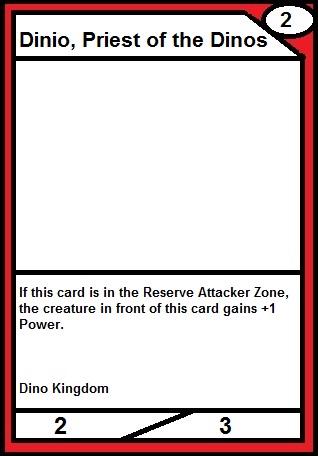 2
Dinio, Priest of the Dinos
If this card is in the Reserve Attacker Zone,
the creature in front of this card gains +1
Power.
Dino Kingdom
2 3